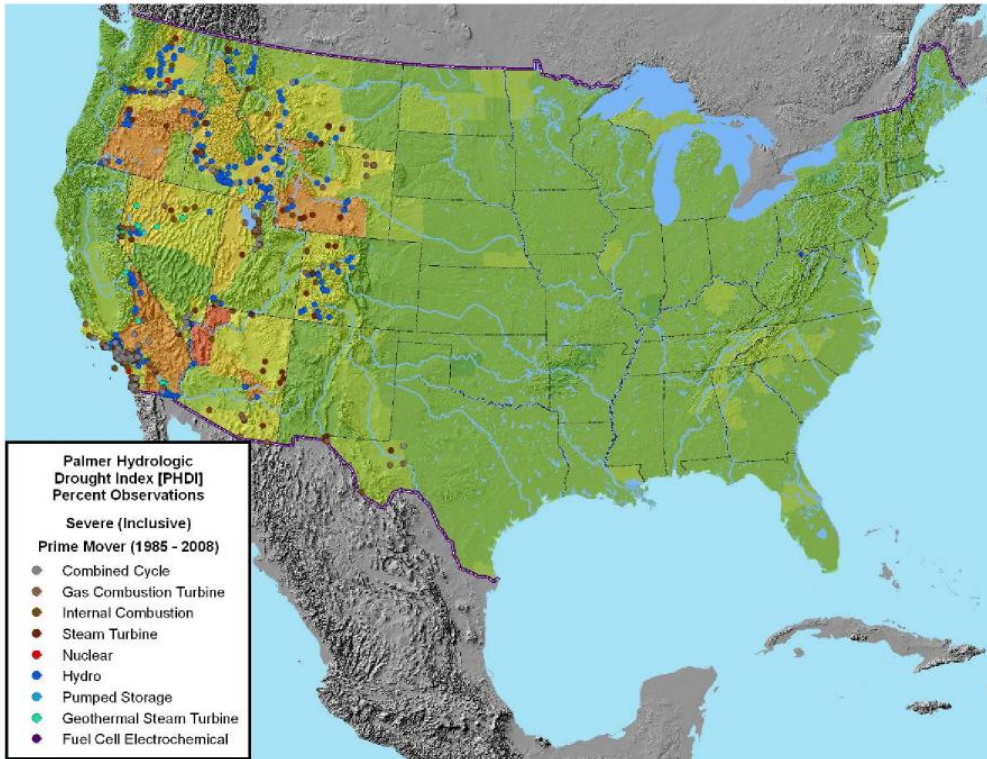 Palmer Hydrologic
Drought Index [PHDI]
Percent Observations
Severe (Inclusive)
Prime Mover (1985 - 2008)
Combined Cycle
Gas Combustion Turbine
Internal Combustion
Steam Turbine
Nuclear
Hydro
Pumped Storage
Geothermal Steam Turbine
Fuel Cell Electrochemical